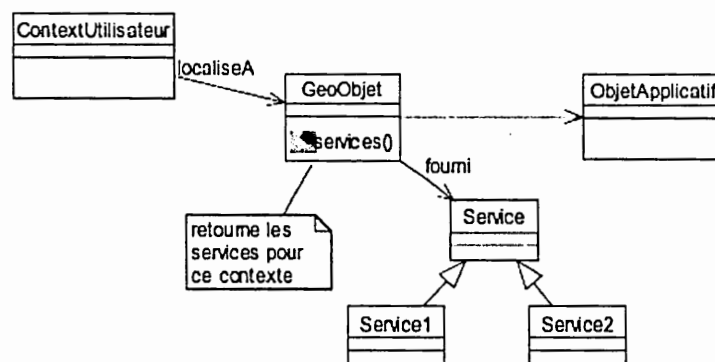 ContextUtilisateur
localiseA
GeoObjet
ObjetApplicatif
services()
fourni
Service
retourne les
services pour
ce contexte
Service1
Service2